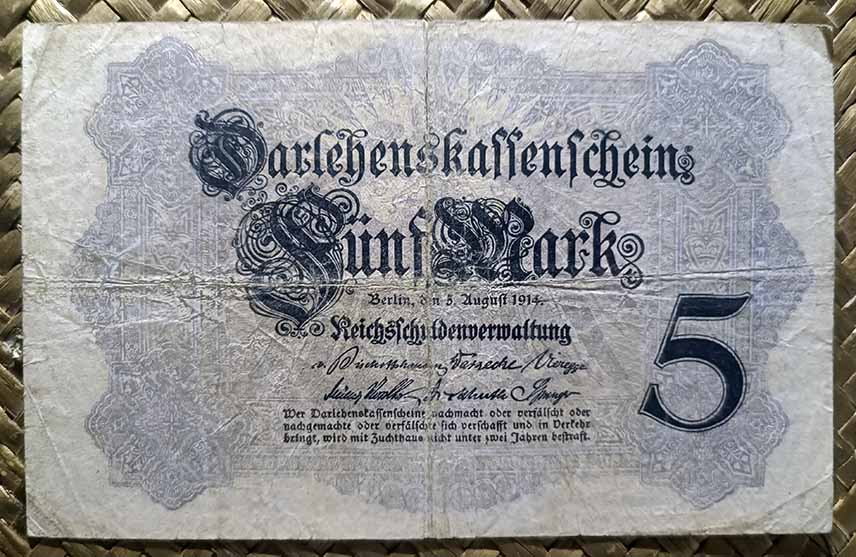 Darlehenskassenschein
Fünf Mark
Berlin, den 5. August 1914.
Reichsschuldenverwaltung
5
Wer Darlehenskassenscheine nachmacht oder verfälscht oder
nachgemachte oder verfälschte sich verschafft und in Verkehr
bringt, wird mit Zuchthaus nicht unter zwei Jahren bestraft.